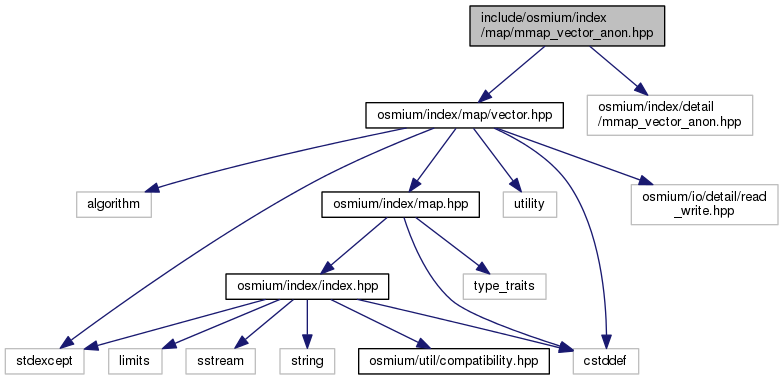 include/osmium/index
/map/mmap_vector_anon.hpp
osmium/index/map/vector.hpp
osmium/index/detail
/mmap_vector_anon.hpp
algorithm
osmium/index/map.hpp
utility
osmium/io/detail/read
_write.hpp
osmium/index/index.hpp
type_traits
stdexcept
limits
sstream
string
osmium/util/compatibility.hpp
cstddef